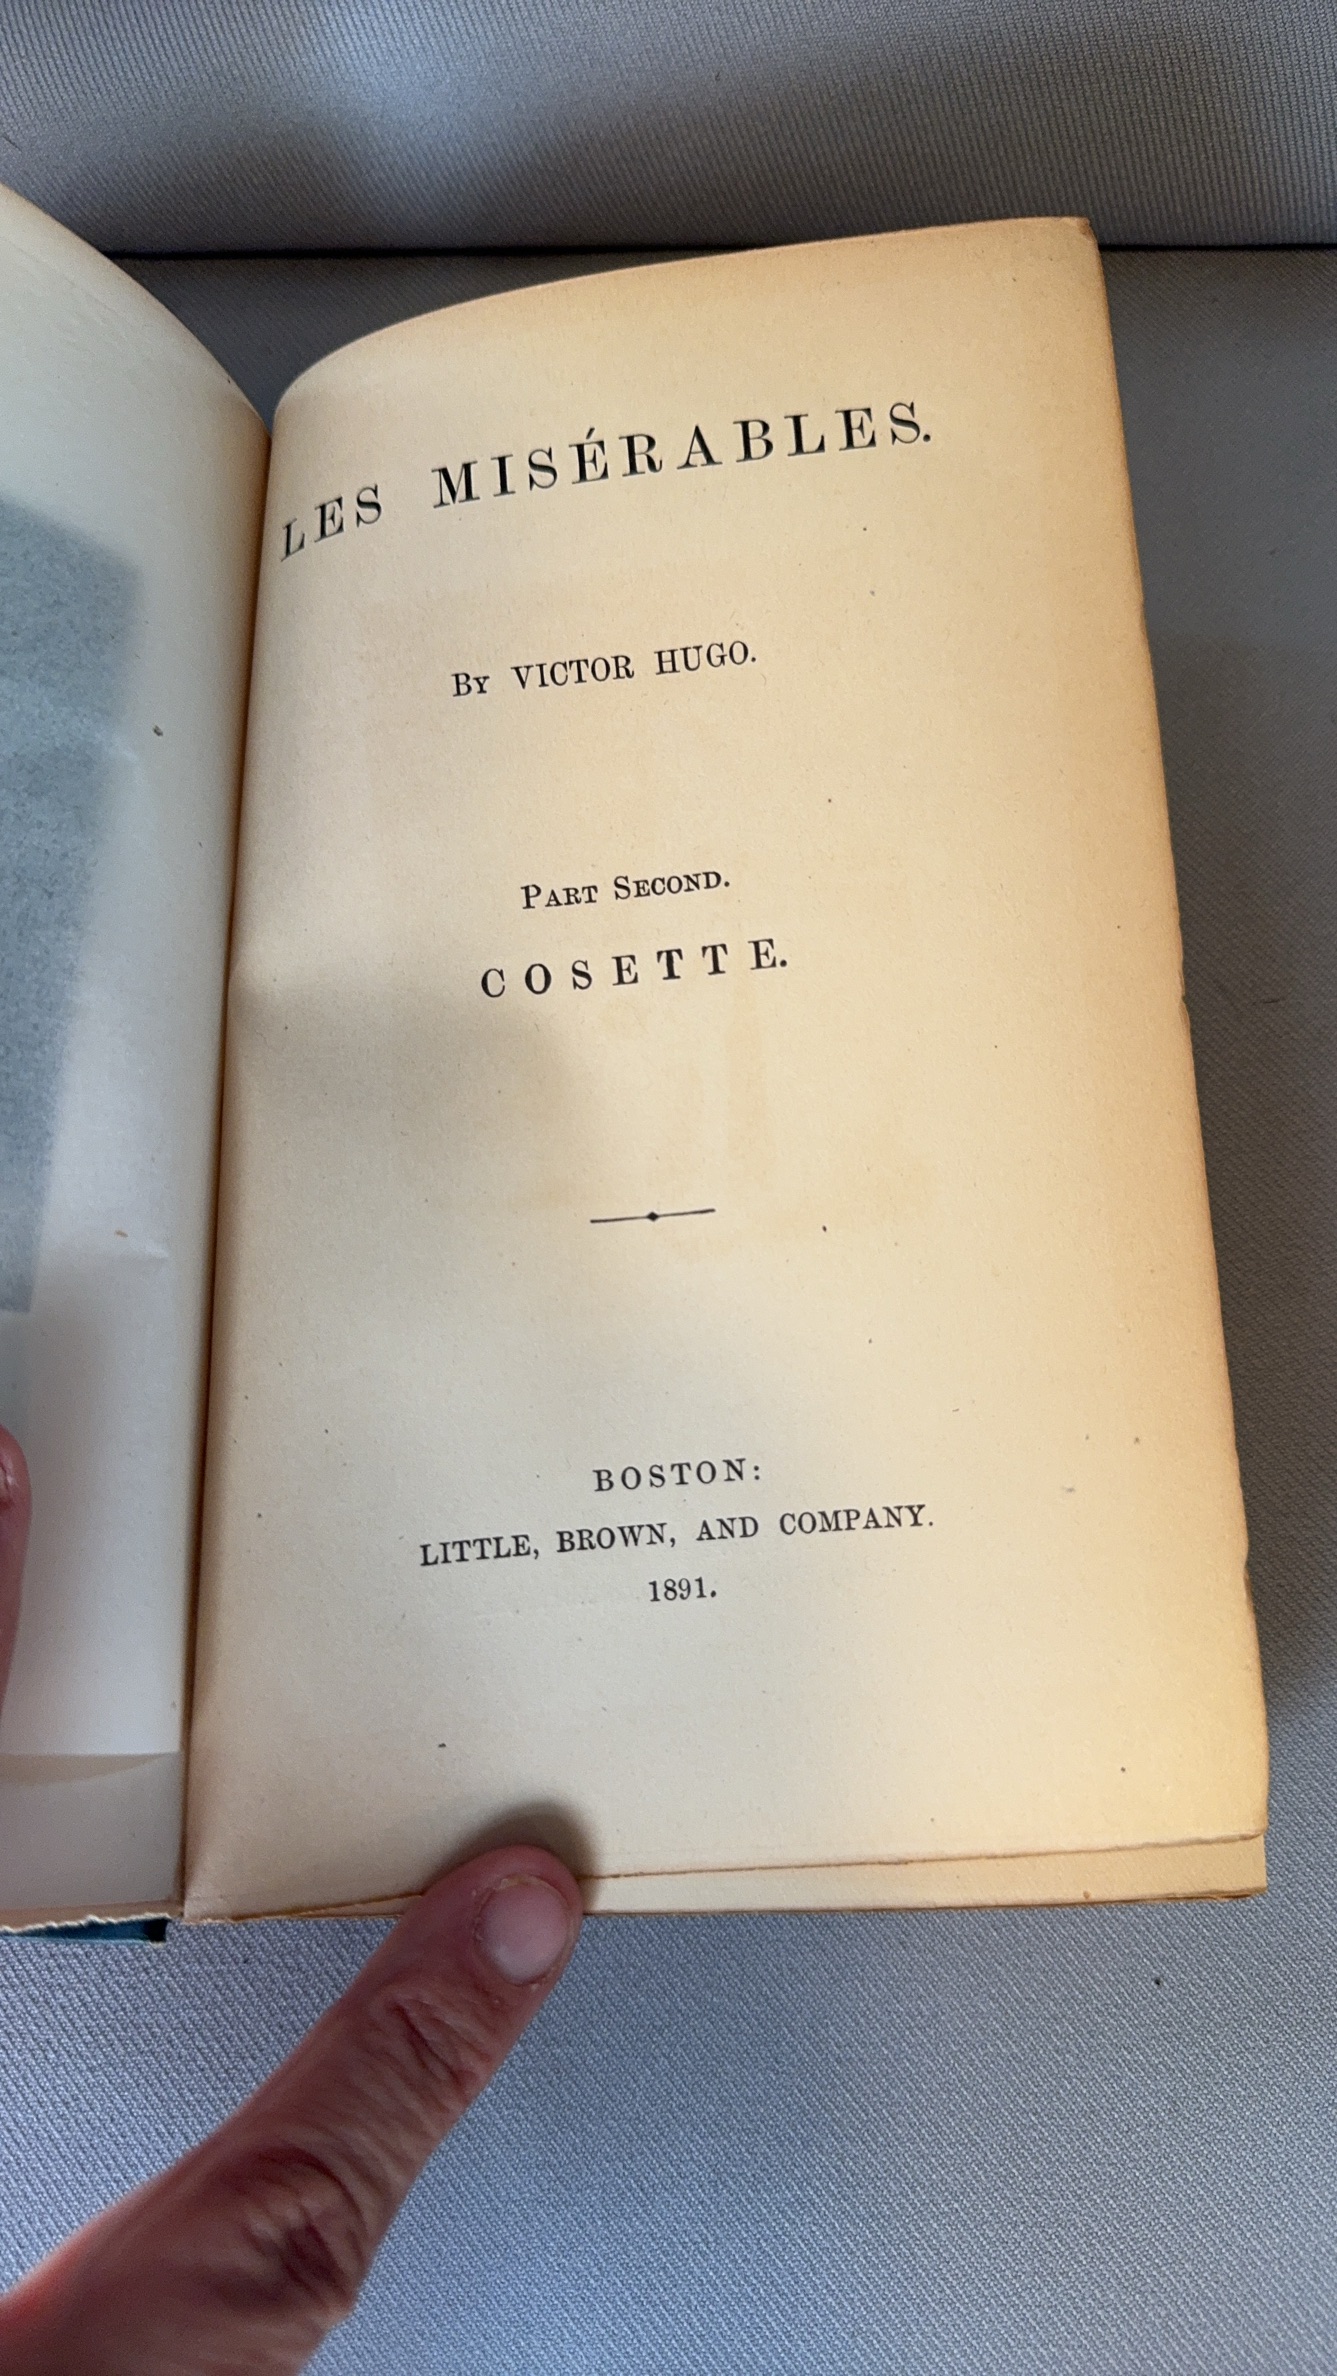 LES MISÉRABLES.
By VICTOR HUGO.
Part Second.
COSETTE.
BOSTON:
LITTLE, BROWN, AND COMPANY.
1891.